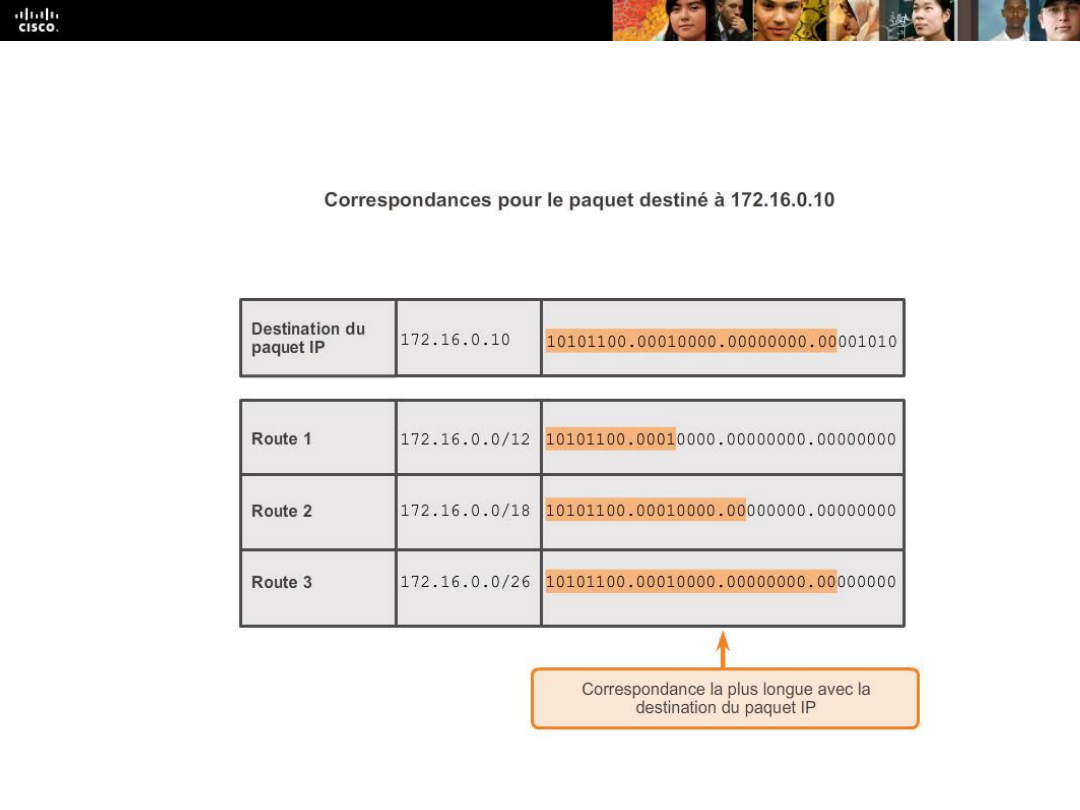 CISCO.
Correspondances pour le paquet destiné à 172.16.0.10
Destination du
paquet IP
172.16.0.10
10101100.00010000.00000000.00001010
Route 1
172.16.0.0/12
10101100.00010000.00000000.00000000
Route 2
172.16.0.0/18
10101100.00010000.00000000.00000000
Route 3
172.16.0.0/26
10101100.00010000.00000000.00000000
Correspondance la plus longue avec la
destination du paquet IP